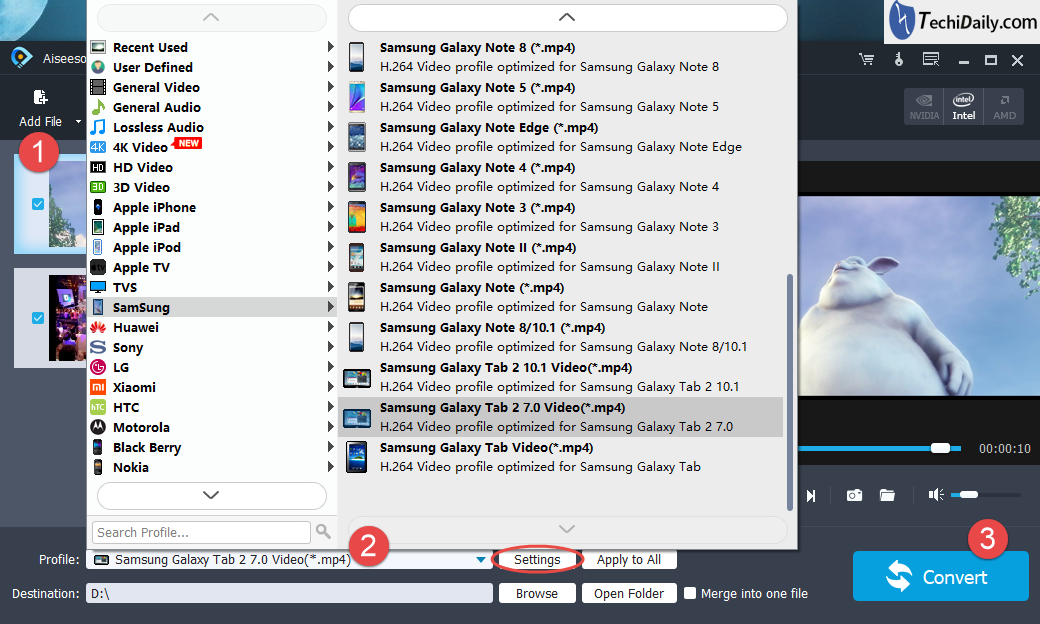 TechiDaily.com
Aiseeso
Add File
1
NVIDIA
intel
Intel
AMD
Recent Used
User Defined
General Video
General Audio
Lossless Audio
4K
4K Video
NEW
HD
HD Video
3D
3D Video
Apple iPhone
Apple iPad
Apple iPod
tv
Apple TV
TVS
SamSung
Huawei
Sony
LG
LG
mi
Xiaomi
hTC
HTC
Motorola
Black Berry
Nokia
Search Profile...
Samsung Galaxy Note 8 (*.mp4)
H.264 Video profile optimized for Samsung Galaxy Note 8
Samsung Galaxy Note 5 (*.mp4)
H.264 Video profile optimized for Samsung Galaxy Note 5
Samsung Galaxy Note Edge (*.mp4)
H.264 Video profile optimized for Samsung Galaxy Note Edge
Samsung Galaxy Note 4 (*.mp4)
H.264 Video profile optimized for Samsung Galaxy Note 4
Samsung Galaxy Note 3 (*.mp4)
H.264 Video profile optimized for Samsung Galaxy Note 3
Samsung Galaxy Note II (*.mp4)
H.264 Video profile optimized for Samsung Galaxy Note II
Samsung Galaxy Note (*.mp4)
H.264 Video profile optimized for Samsung Galaxy Note
Samsung Galaxy Note 8/10.1 (*.mp4)
H.264 Video profile optimized for Samsung Galaxy Note 8/10.1
Samsung Galaxy Tab 2 10.1 Video(*.mp4)
H.264 Video profile optimized for Samsung Galaxy Tab 2 10.1
Samsung Galaxy Tab 2 7.0 Video(*.mp4)
H.264 Video profile optimized for Samsung Galaxy Tab 2 7.0
Samsung Galaxy Tab Video(*.mp4)
H.264 Video profile optimized for Samsung Galaxy Tab
00:00:10
2
3
Profile:
Samsung Galaxy Tab 2 7.0 Video(*.mp4)
Settings
Apply to All
Convert
Destination:
D:\
Browse
Open Folder
Merge into one file